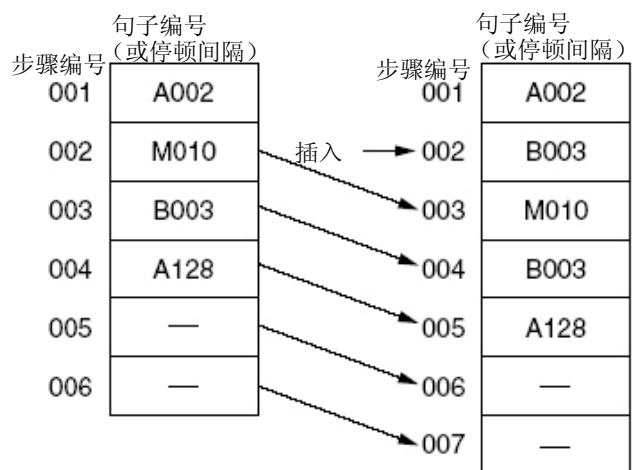 句子编号
（或停顿间隔）
步骤编号
001 A002
002 M010
003 B003
004 A128
005 —
006 —
插入
句子编号
（或停顿间隔）
步骤编号
001 A002
002 B003
003 M010
004 B003
005 A128
006 —
007 —